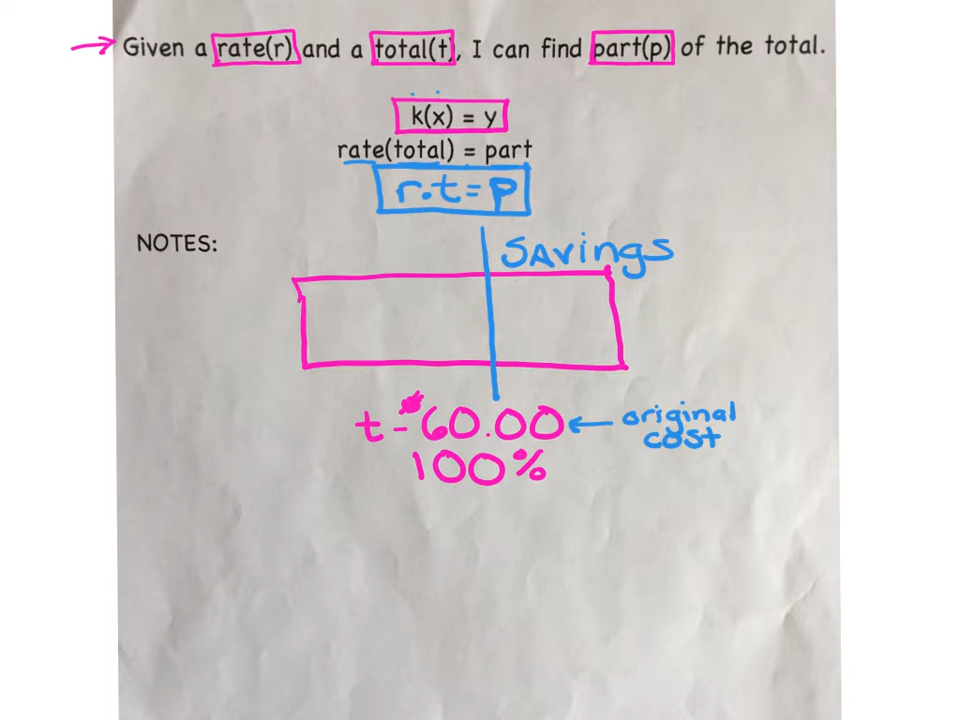 Given a rate(r) and a total(t), I can find part(p) of the total.
k(x) = y
rate(total) = part
r.t=p
NOTES:
SAvings
t - 60.00 ← original cost
100%